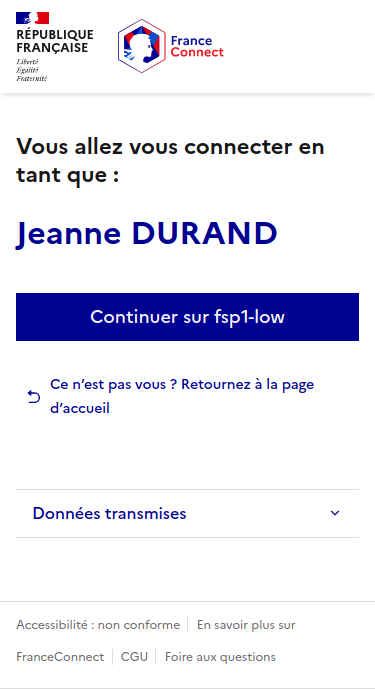 RÉPUBLIQUE
FRANÇAISE
Liberté
Égalité
Fraternité
France
Connect
Vous allez vous connecter en
tant que :
Jeanne DURAND
Continuer sur fsp1-low
Ce n’est pas vous ? Retournez à la page
d’accueil
Données transmises
Accessibilité : non conforme
En savoir plus sur
FranceConnect
CGU
Foire aux questions